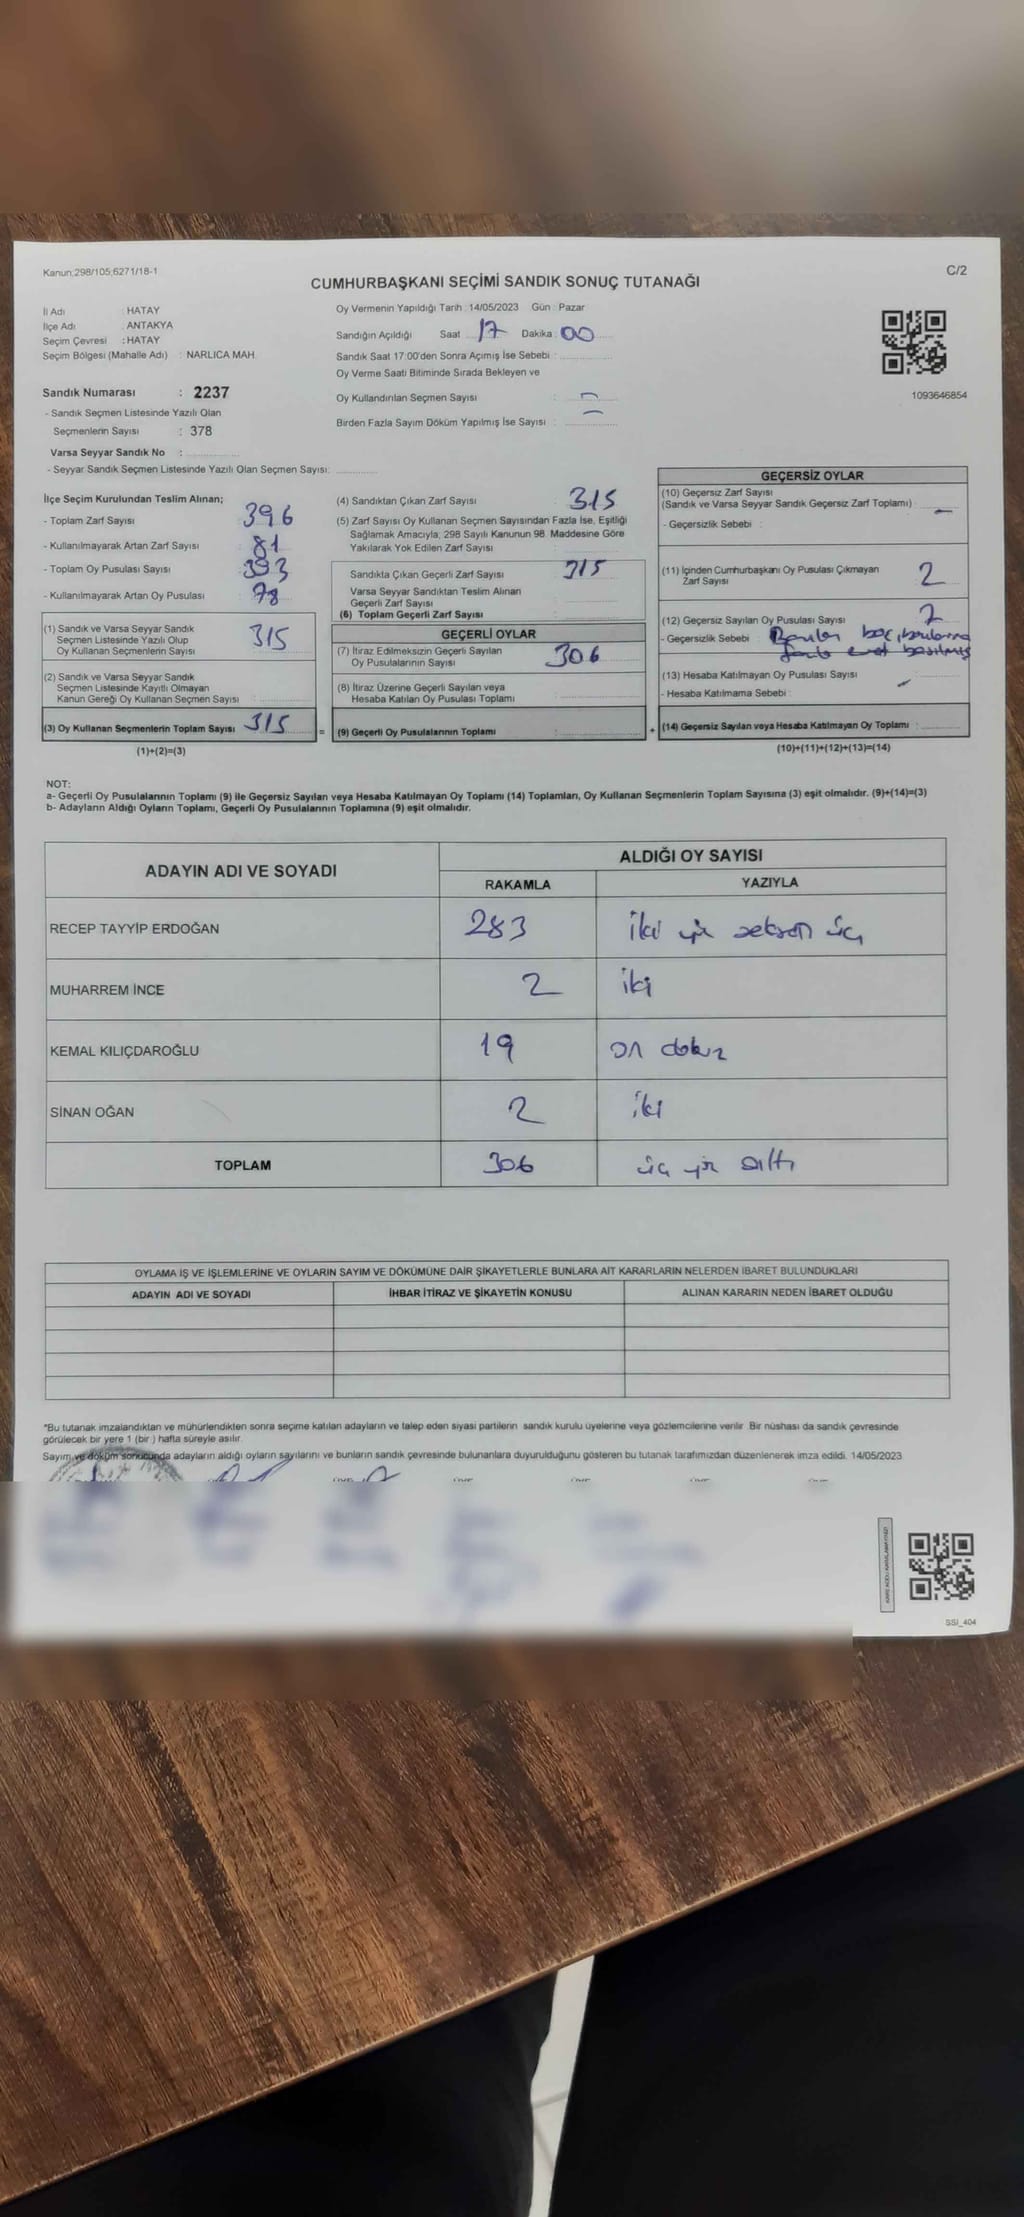 Kanun;298/105;6271/18-1
C/2
CUMHURBAŞKANI SEÇİMİ SANDIK SONUÇ TUTANAĞI
İl Adı : HATAY
İlçe Adı : ANTAKYA
Seçim Çevresi : HATAY
Seçim Bölgesi (Mahalle Adı) : NARLICA MAH.
Sandık Numarası : 2237
- Sandık Seçmen Listesinde Yazılı Olan
Seçmenlerin Sayısı : 378
Varsa Seyyar Sandık No :
- Seyyar Sandık Seçmen Listesinde Yazılı Olan Seçmen Sayısı:
Oy Vermenin Yapıldığı Tarih : 14/05/2023 Gün : Pazar
Sandığın Açıldığı Saat 17 Dakika : 00
Sandık Saat 17:00'den Sonra Açımış İse Sebebi :
Oy Verme Saati Bitiminde Sırada Bekleyen ve
Oy Kullandırılan Seçmen Sayısı : —
Birden Fazla Sayım Döküm Yapılmış İse Sayısı : —
1093646854
İlçe Seçim Kurulundan Teslim Alınan;
- Toplam Zarf Sayısı 396
- Kullanılmayarak Artan Zarf Sayısı : 81
- Toplam Oy Pusulası Sayısı : 393
- Kullanılmayarak Artan Oy Pusulası : 78
(1) Sandık ve Varsa Seyyar Sandık
Seçmen Listesinde Yazılı Olup
Oy Kullanan Seçmenlerin Sayısı 315
(2) Sandık ve Varsa Seyyar Sandık
Seçmen Listesinde Kayıtlı Olmayan
Kanun Gereği Oy Kullanan Seçmen Sayısı :
(3) Oy Kullanan Seçmenlerin Toplam Sayısı : 315
(1)+(2)=(3)
(4) Sandıktan Çıkan Zarf Sayısı : 315
(5) Zarf Sayısı Oy Kullanan Seçmen Sayısından Fazla İse, Eşitliği
Sağlamak Amacıyla, 298 Sayılı Kanunun 98. Maddesine Göre
Yakılarak Yok Edilen Zarf Sayısı
Sandıkta Çıkan Geçerli Zarf Sayısı : 315
Varsa Seyyar Sandıktan Teslim Alınan
Geçerli Zarf Sayısı
(6) Toplam Geçerli Zarf Sayısı :
GEÇERLİ OYLAR
(7) İtiraz Edilmeksizin Geçerli Sayılan
Oy Pusulalarının Sayısı : 306
(8) İtiraz Üzerine Geçerli Sayılan veya
Hesaba Katılan Oy Pusulası Toplamı :
= (9) Geçerli Oy Pusulalarının Toplamı :
GEÇERSİZ OYLAR
(10) Geçersiz Zarf Sayısı
(Sandık ve Varsa Seyyar Sandık Geçersiz Zarf Toplamı) : —
- Geçersizlik Sebebi :
(11) İçinden Cumhurbaşkanı Oy Pusulası Çıkmayan
Zarf Sayısı 2
(12) Geçersiz Sayılan Oy Pusulası Sayısı : 7
- Geçersizlik Sebebi :
basılmış
(13) Hesaba Katılmayan Oy Pusulası Sayısı : —
- Hesaba Katılmama Sebebi :
+ (14) Geçersiz Sayılan veya Hesaba Katılmayan Oy Toplamı :
(10)+(11)+(12)+(13)=(14)
NOT:
a- Geçerli Oy Pusulalarının Toplamı (9) ile Geçersiz Sayılan veya Hesaba Katılmayan Oy Toplamı (14) Toplamları, Oy Kullanan Seçmenlerin Toplam Sayısına (3) eşit olmalıdır. (9)+(14)=(3)
b- Adayların Aldığı Oyların Toplamı, Geçerli Oy Pusulalarının Toplamına (9) eşit olmalıdır.
ADAYIN ADI VE SOYADI ALDIĞI OY SAYISI
RAKAMLA YAZIYLA
RECEP TAYYİP ERDOĞAN 283 iki yüz seksen üç
MUHARREM İNCE 2 iki
KEMAL KILIÇDAROĞLU 19 on dokuz
SİNAN OĞAN 2 iki
TOPLAM 306 üç yüz altı
OYLAMA İŞ VE İŞLEMLERİNE VE OYLARIN SAYIM VE DÖKÜMÜNE DAİR ŞİKAYETLERLE BUNLARA AİT KARARLARIN NELERDEN İBARET BULUNDUKLARI
ADAYIN ADI VE SOYADI İHBAR İTİRAZ VE ŞİKAYETİN KONUSU ALINAN KARARIN NEDEN İBARET OLDUĞU
*Bu tutanak imzalandıktan ve mühürlendikten sonra seçime katılan adayların ve talep eden siyasi partilerin sandık kurulu üyelerine veya gözlemcilerine verilir. Bir nüshası da sandık çevresinde
görülecek bir yere 1 (bir ) hafta süreyle asılır.
Sayım ve döküm sonucunda adayların aldığı oyların sayılarını ve bunların sandık çevresinde bulunanlara duyurulduğunu gösteren bu tutanak tarafımızdan düzenlenerek imza edildi. 14/05/2023
SSİ_404